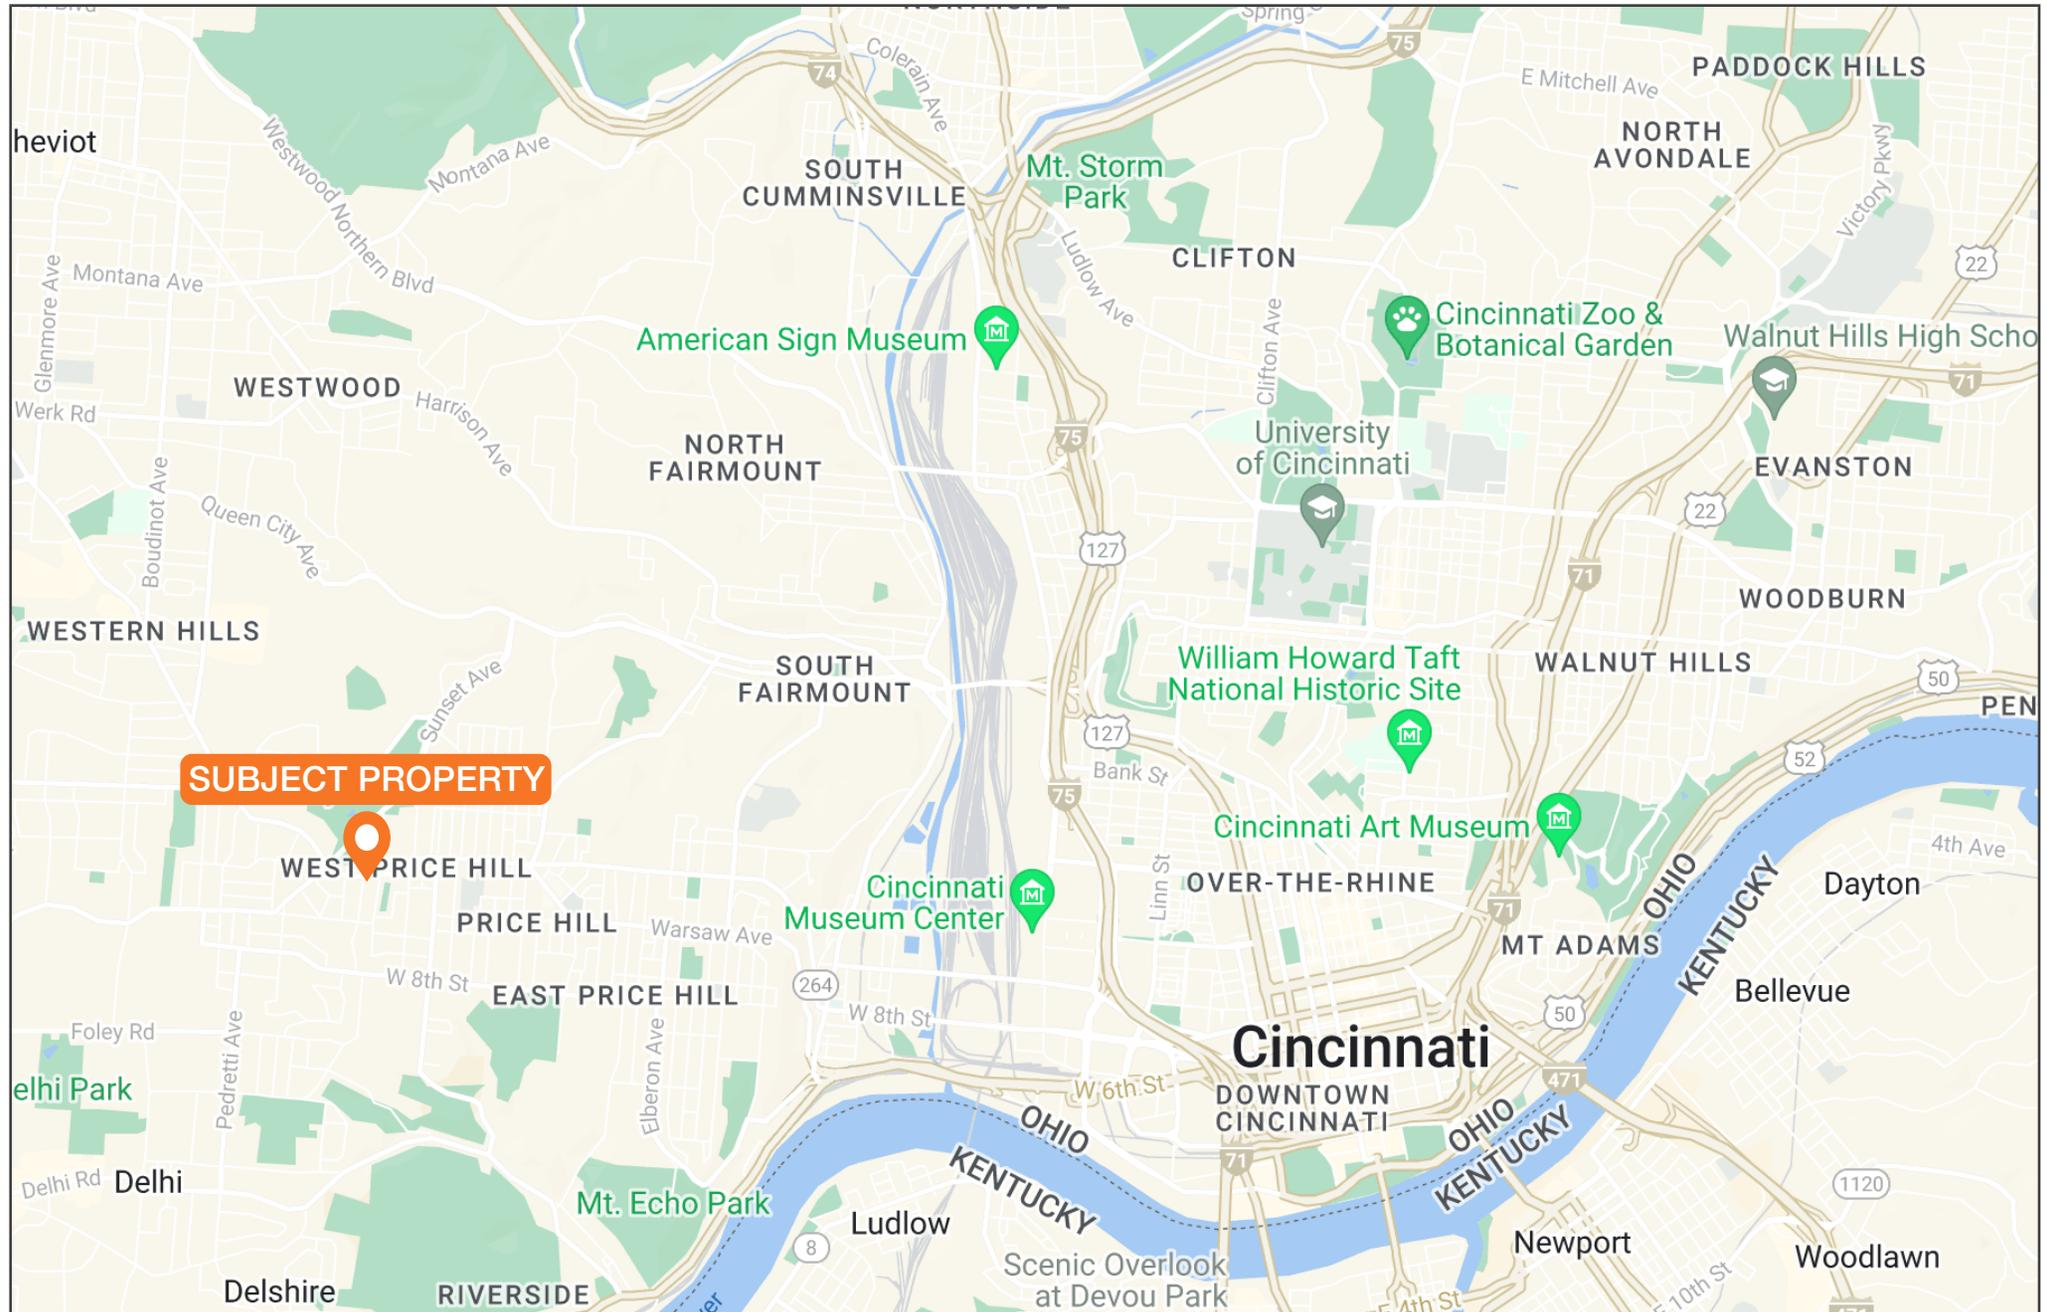 NORTHSIDE
Spring
75
Blvd
74
Colerain Ave
PADDOCK HILLS
E Mitchell Ave
heviot
Westwood Northern Blvd
Montana Ave
SOUTH
CUMMINSVILLE
Mt. Storm
Park
NORTH
AVONDALE
Victory Pkwy
Montana Ave
Glenmore Ave
Ludlow Ave
CLIFTON
22
American Sign Museum
Clifton Ave
Cincinnati Zoo &
Botanical Garden
Walnut Hills High Scho
71
WESTWOOD
Harrison Ave
Werk Rd
NORTH
FAIRMOUNT
75
University
of Cincinnati
EVANSTON
Boudinot Ave
Queen City Ave
22
127
71
WOODBURN
WESTERN HILLS
Sunset Ave
SOUTH
FAIRMOUNT
William Howard Taft
National Historic Site
WALNUT HILLS
50
PEN
127
52
Bank St
SUBJECT PROPERTY
75
Cincinnati Art Museum
4th Ave
WEST PRICE HILL
Cincinnati
Museum Center
Linn St
OVER-THE-RHINE
71
OHIO
KENTUCKY
Dayton
PRICE HILL
Warsaw Ave
MT ADAMS
W 8th St
EAST PRICE HILL
264
W 8th St
50
Bellevue
Foley Rd
Pedretti Ave
Elberon Ave
Cincinnati
elhi Park
W 6th St
DOWNTOWN
CINCINNATI
471
OHIO
KENTUCKY
OHIO
KENTUCKY
71
Delhi Rd
Delhi
Mt. Echo Park
Ludlow
8
1120
Newport
Woodlawn
Scenic Overlook
at Devou Park
Delshire
RIVERSIDE
ver
E 4th St
E 10th St
471